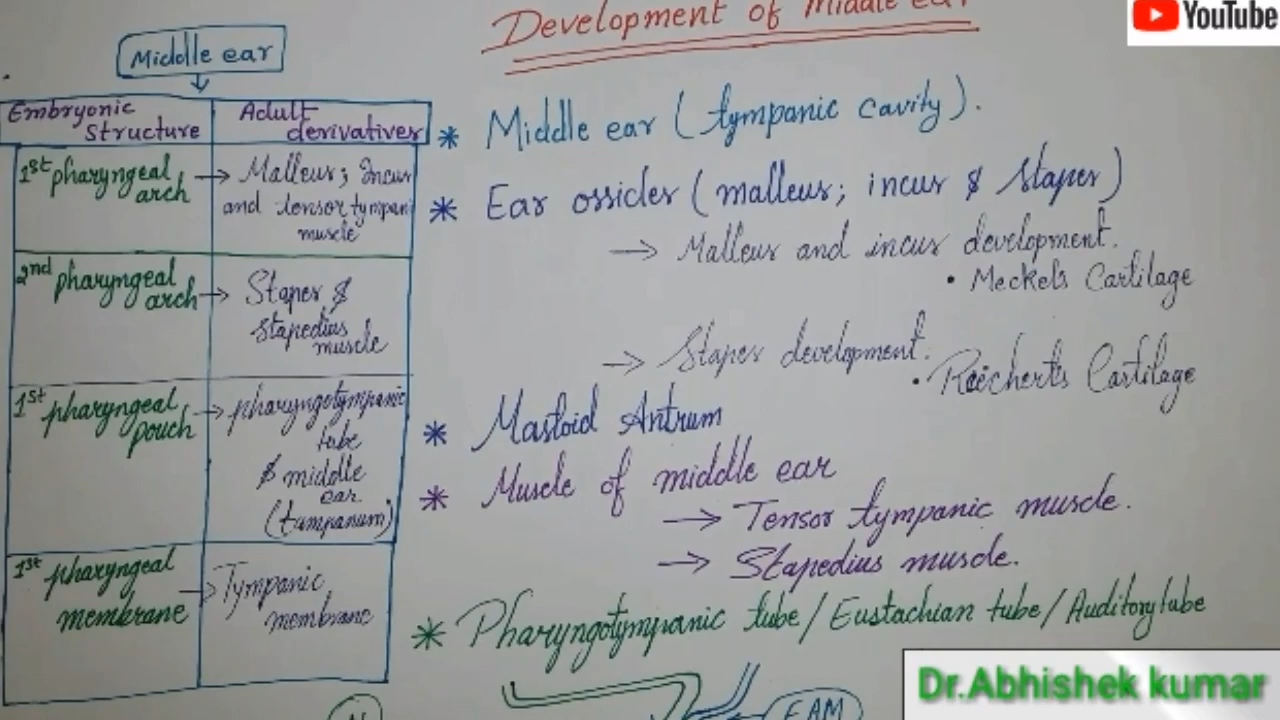 Development of Middle ear
YouTube
Middle ear
Embryonic Structure
Adult derivatives
1st pharyngeal arch → Malleus; Incus and tensor tympani muscle
2nd pharyngeal arch → Stapes & stapedius muscle
1st pharyngeal pouch → pharyngotympanic tube & middle ear (tampanum)
1st pharyngeal membrane → Tympanic membrane
* Middle ear (tympanic cavity).
* Ear ossicles (malleus; incus & stapes)
→ Malleus and incus development.
• Meckels Cartilage
→ Stapes development.
• Reicherts Cartilage
* Mastoid Antrum
* Muscle of middle ear
→ Tensor tympanic muscle.
→ Stapedius muscle.
* Pharyngotympanic tube/Eustachian tube/Auditory tube
EAM
Dr.Abhishek kumar